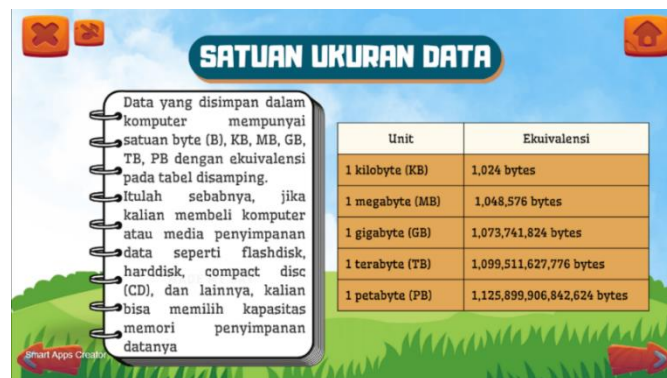 SATUAN UKURAN DATA
Data yang disimpan dalam
komputer mempunyai
satuan byte (B), KB, MB, GB,
TB, PB dengan ekuivalensi
pada tabel disamping.
Itulah sebabnya, jika
kalian membeli komputer
atau media penyimpanan
data seperti flashdisk,
harddisk, compact disc
(CD), dan lainnya, kalian
bisa memilih kapasitas
memori penyimpanan
datanya
Unit Ekuivalensi
1 kilobyte (KB) 1,024 bytes
1 megabyte (MB) 1,048,576 bytes
1 gigabyte (GB) 1,073,741,824 bytes
1 terabyte (TB) 1,099,511,627,776 bytes
1 petabyte (PB) 1,125,899,906,842,624 bytes
Smart Apps Creator